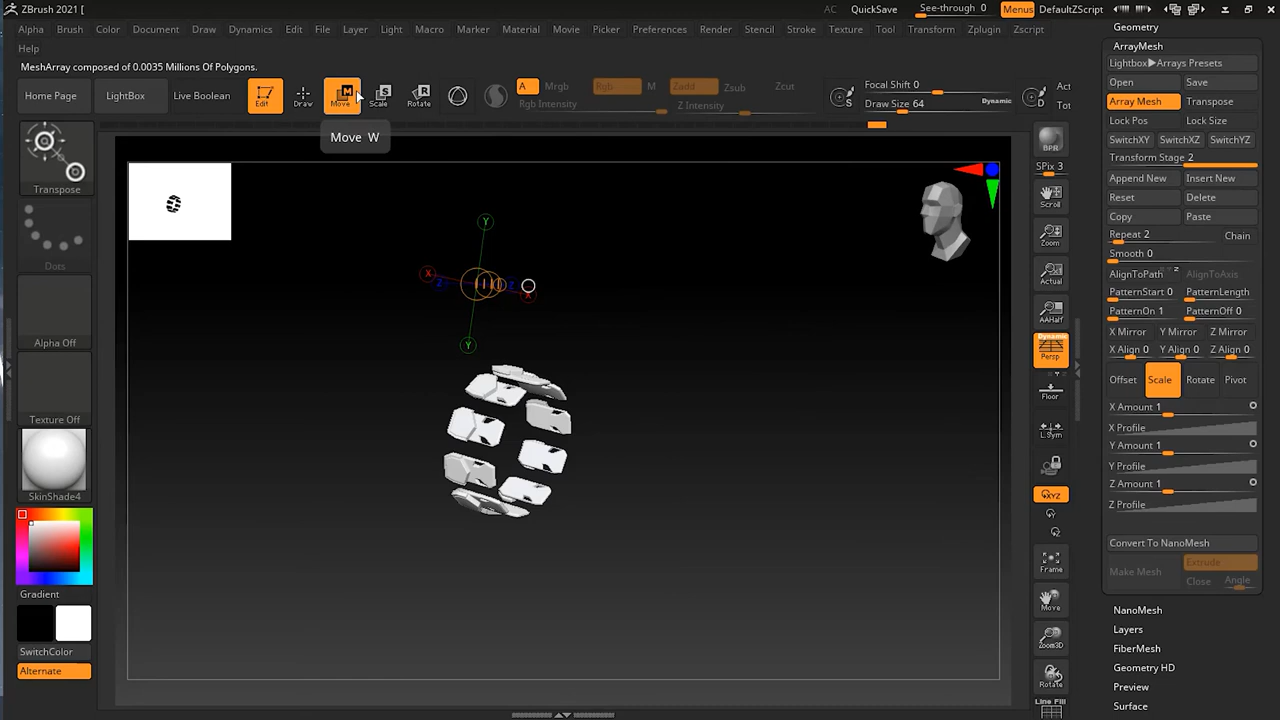 ZBrush 2021 [
AC QuickSave See-through 0 Menus DefaultZScript
Alpha Brush Color Document Draw Dynamics Edit File Layer Light Macro Marker Material Movie Picker Preferences Render Stencil Stroke Texture Tool Transform Zplugin Zscript
Help
MeshArray composed of 0.0035 Millions Of Polygons.
Home Page LightBox Live Boolean
Edit Draw Move Scale Rotate
M S R
A Mrgb Rgb M Zadd Zsub Zcut
Rgb Intensity Z Intensity
Focal Shift 0
Draw Size 64 Dynamic
S D
Act
Tot
Move W
Transpose
Dots
Alpha Off
Texture Off
SkinShade4
Gradient
SwitchColor
Alternate
Y
X Z Z X
Y
BPR
SPix 3
Scroll
Zoom
Actual
AAHalf
Dynamic
Persp
Floor
L.Sym
XYZ
Y
Z
Frame
Move
Zoom3D
Rotate
Line Fill
Geometry
ArrayMesh
Lightbox▶Arrays Presets
Open Save
Array Mesh Transpose
Lock Pos Lock Size
SwitchXY SwitchXZ SwitchYZ
Transform Stage 2
Append New Insert New
Reset Delete
Copy Paste
Repeat 2 Chain
Smooth 0
AlignToPath AlignToAxis
PatternStart 0 PatternLength
PatternOn 1 PatternOff 0
X Mirror Y Mirror Z Mirror
X Align 0 Y Align 0 Z Align 0
Offset Scale Rotate Pivot
X Amount 1
X Profile
Y Amount 1
Y Profile
Z Amount 1
Z Profile
Convert To NanoMesh
Make Mesh Extrude
Close Angle
NanoMesh
Layers
FiberMesh
Geometry HD
Preview
Surface